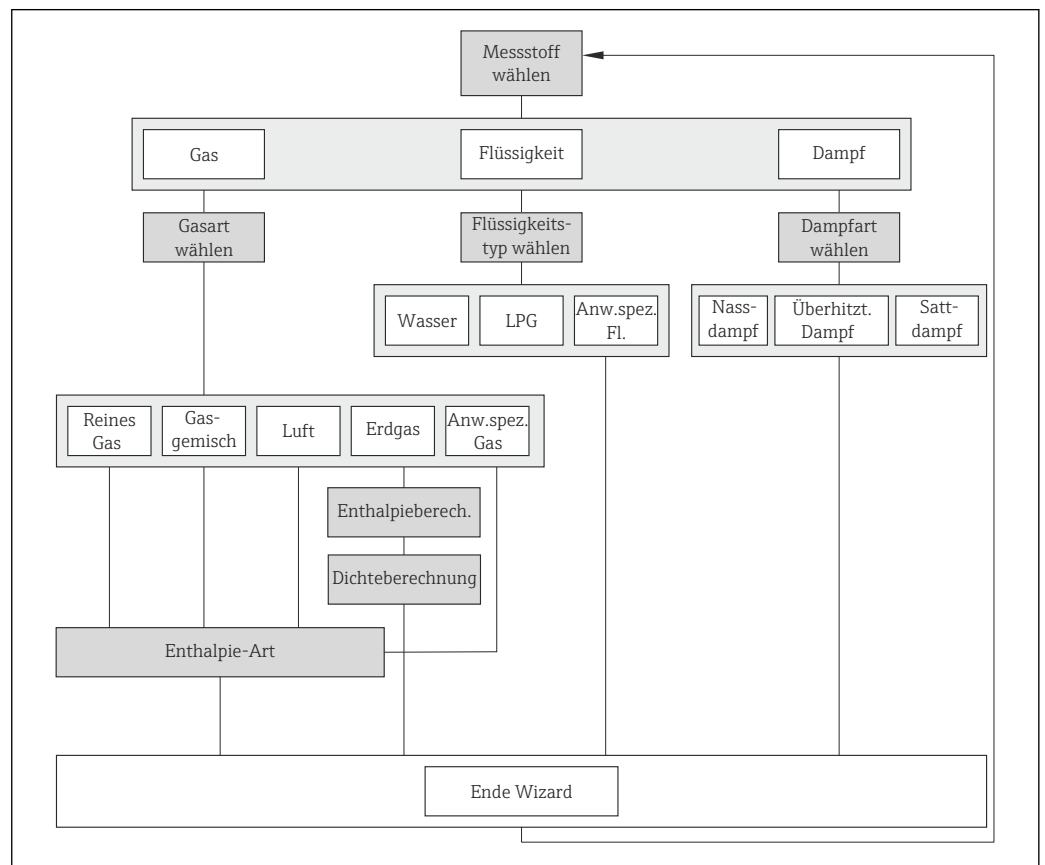 Messstoff
wählen
Gas
Flüssigkeit
Dampf
Gasart
wählen
Flüssigkeits-
typ wählen
Dampfart
wählen
Wasser
LPG
Anw.spez.
Fl.
Nass-
dampf
Überhitzt.
Dampf
Satt-
dampf
Reines
Gas
Gas-
gemisch
Luft
Erdgas
Anw.spez.
Gas
Enthalpieberech.
Dichteberechnung
Enthalpie-Art
Ende Wizard